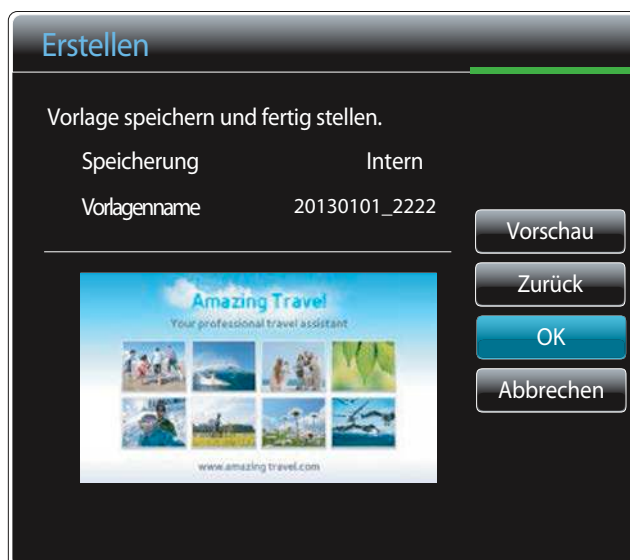 Erstellen
Vorlage speichern und fertig stellen.
Speicherung Intern
Vorlagenname 20130101_2222
Vorschau
Zurück
OK
Abbrechen
Amazing Travel
Your professional travel assistant
www.amazing travel.com